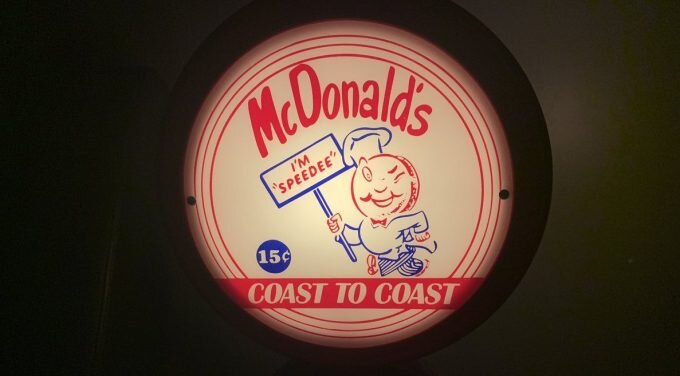 McDonald's
I'M
"SPEEDEE"
15¢
COAST TO COAST